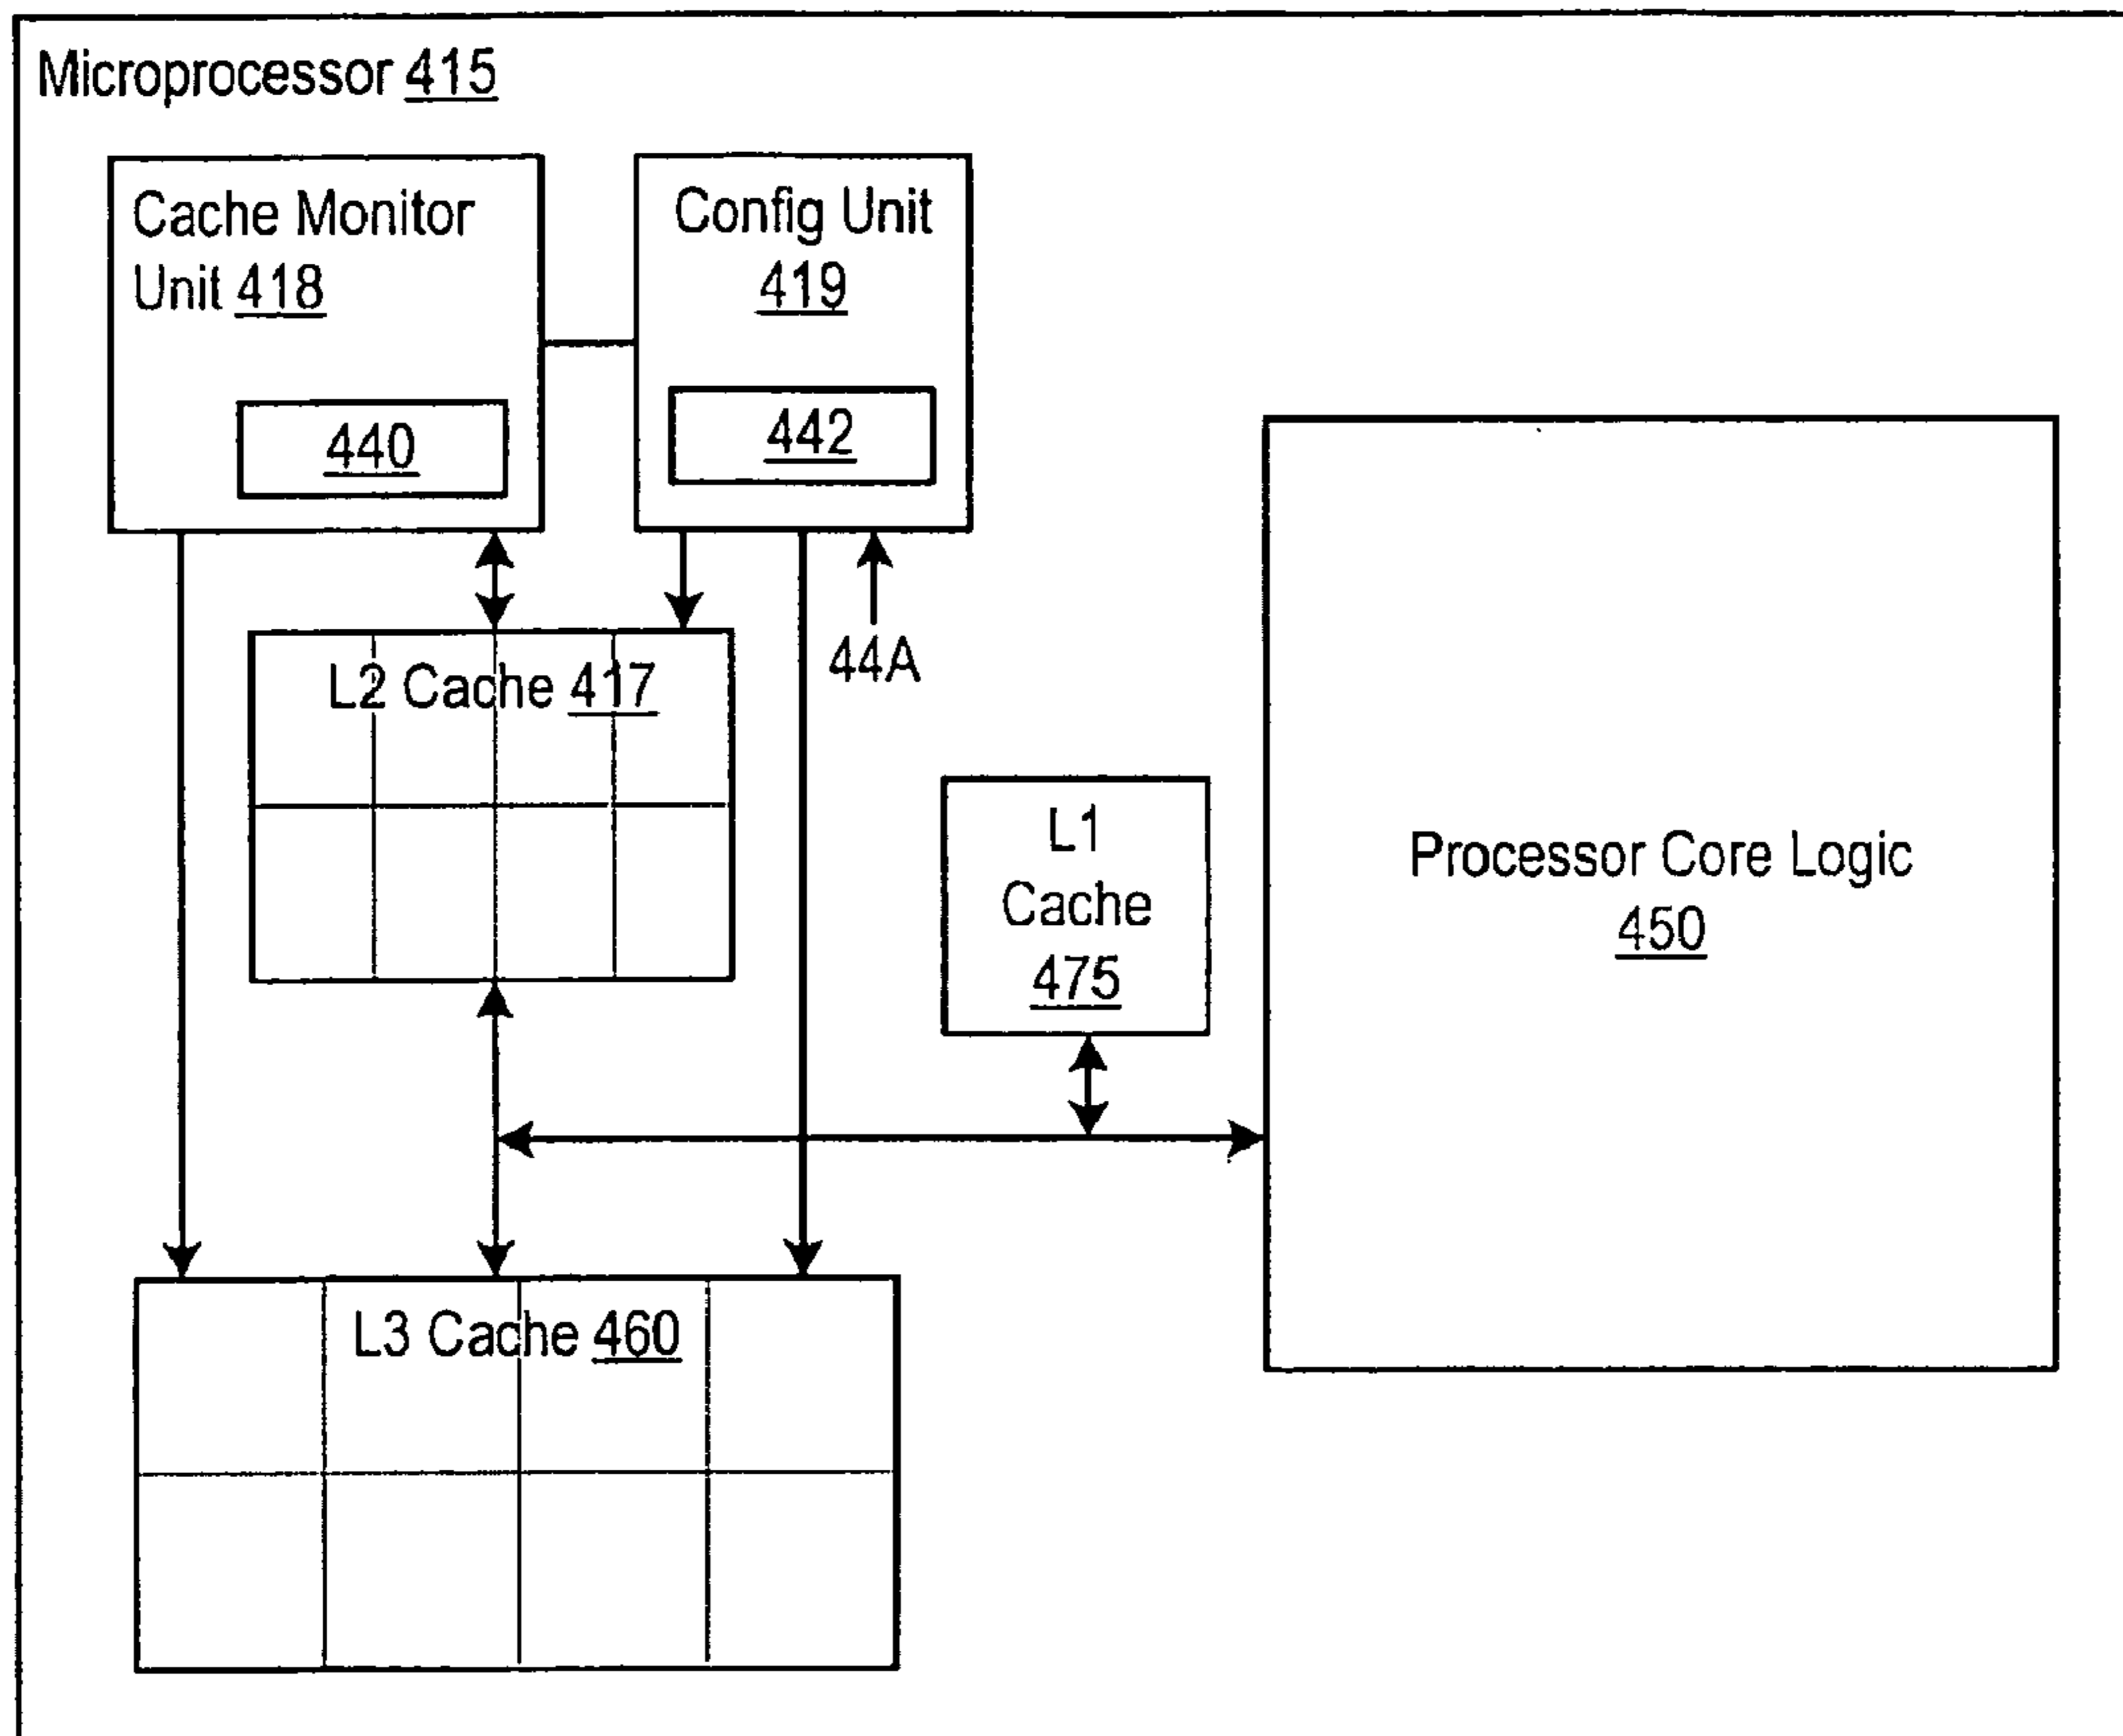 Microprocessor 415
Cache Monitor
Unit 418
440
Config Unit
419
442
44A
L2 Cache 417
L1
Cache
475
Processor Core Logic
450
L3 Cache 460